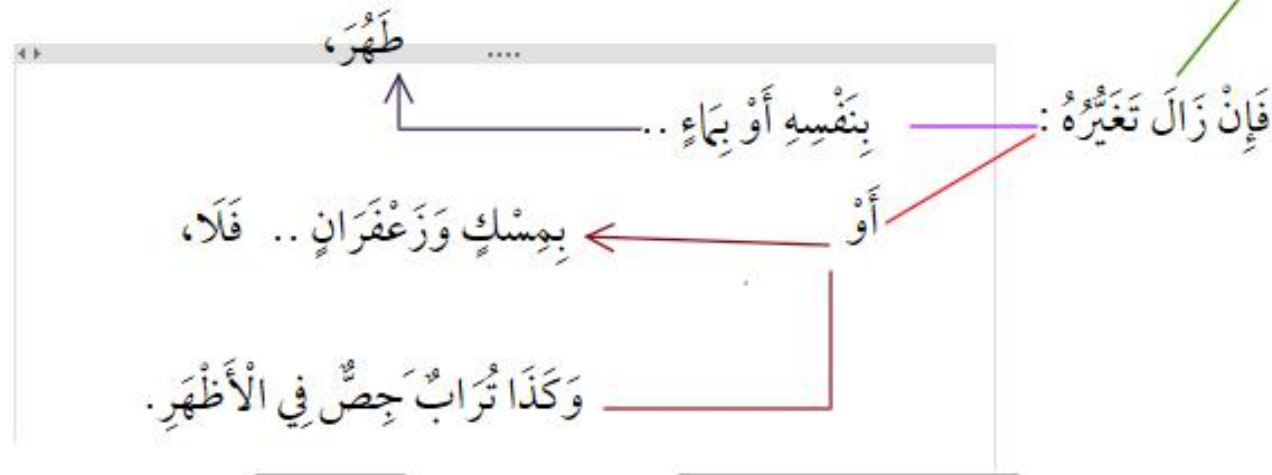 فَإِنْ زَالَ تَغَيُّرُهُ :
بِنَفْسِهِ أَوْ بِمَاءٍ ..
طَهُرَ،
أَوْ
بِمِسْكٍ وَزَعْفَرَانٍ .. فَلَا،
وَكَذَا تُرَابٌ َجِصٌّ فِي الْأَظْهَرِ.